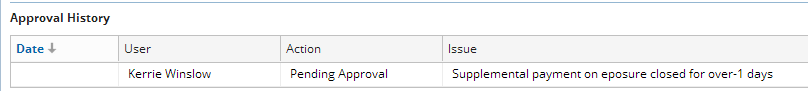 Approval History
Date ↓ User Action Issue
Kerrie Winslow Pending Approval Supplemental payment on eposure closed for over-1 days